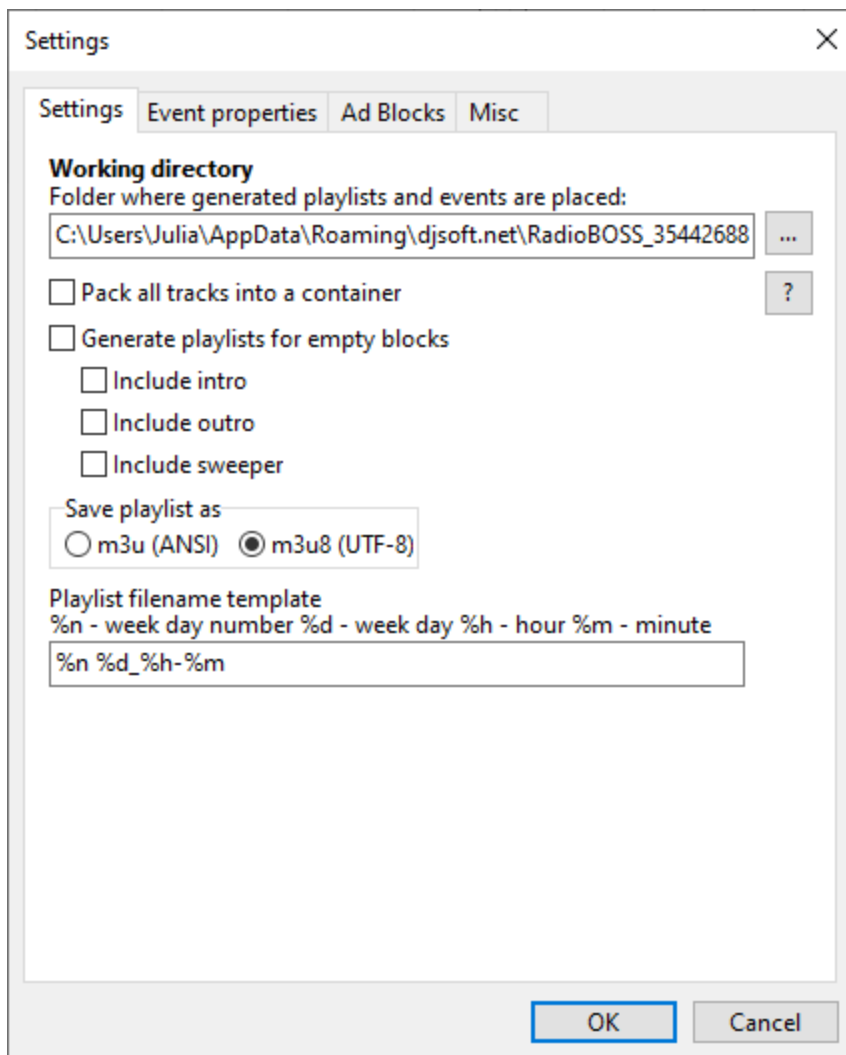 Settings
Settings Event properties Ad Blocks Misc
Working directory
Folder where generated playlists and events are placed:
C:\Users\Julia\AppData\Roaming\djsoft.net\RadioBOSS_35442688 ...
Pack all tracks into a container ?
Generate playlists for empty blocks
Include intro
Include outro
Include sweeper
Save playlist as
m3u (ANSI) m3u8 (UTF-8)
Playlist filename template
%n - week day number %d - week day %h - hour %m - minute
%n %d_%h-%m
OK Cancel